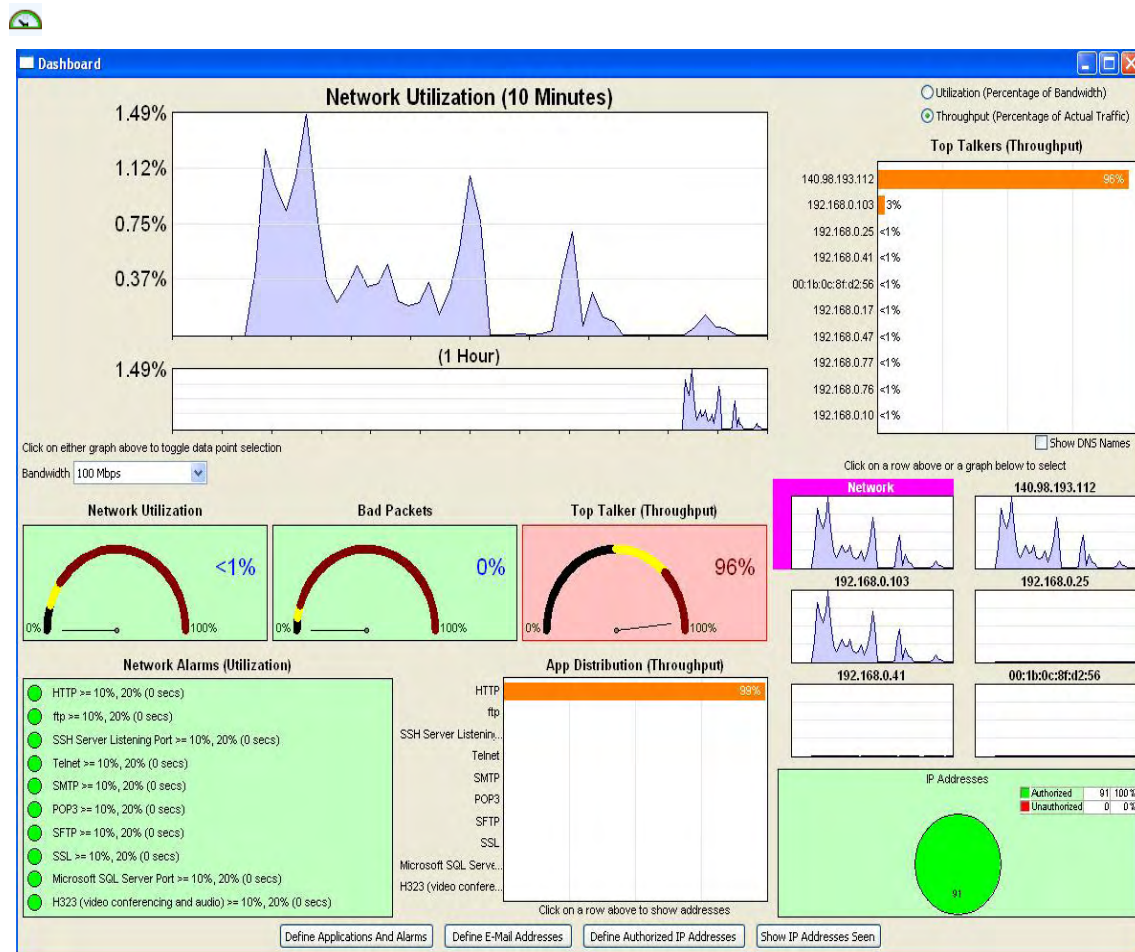 Dashboard
Network Utilization (10 Minutes)
1.49%
1.12%
0.75%
0.37%
(1 Hour)
1.49%
Click on either graph above to toggle data point selection
Bandwidth 100 Mbps
Utilization (Percentage of Bandwidth)
Throughput (Percentage of Actual Traffic)
Top Talkers (Throughput)
140.98.193.112 96%
192.168.0.103 3%
192.168.0.25 <1%
192.168.0.41 <1%
00:1b:0c:8f:d2:56 <1%
192.168.0.17 <1%
192.168.0.47 <1%
192.168.0.77 <1%
192.168.0.76 <1%
192.168.0.10 <1%
Show DNS Names
Click on a row above or a graph below to select
Network 140.98.193.112
192.168.0.103 192.168.0.25
192.168.0.41 00:1b:0c:8f:d2:56
Network Utilization
<1%
0% 100%
Bad Packets
0%
0% 100%
Top Talker (Throughput)
96%
0% 100%
Network Alarms (Utilization)
HTTP >= 10%, 20% (0 secs)
ftp >= 10%, 20% (0 secs)
SSH Server Listening Port >= 10%, 20% (0 secs)
Telnet >= 10%, 20% (0 secs)
SMTP >= 10%, 20% (0 secs)
POP3 >= 10%, 20% (0 secs)
SFTP >= 10%, 20% (0 secs)
SSL >= 10%, 20% (0 secs)
Microsoft SQL Server Port >= 10%, 20% (0 secs)
H323 (video conferencing and audio) >= 10%, 20% (0 secs)
App Distribution (Throughput)
HTTP 99%
ftp
SSH Server Listenin...
Telnet
SMTP
POP3
SFTP
SSL
Microsoft SQL Serve...
H323 (video confere...
Click on a row above to show addresses
IP Addresses
Authorized 91 100%
Unauthorized 0 0%
91
Define Applications And Alarms Define E-Mail Addresses Define Authorized IP Addresses Show IP Addresses Seen